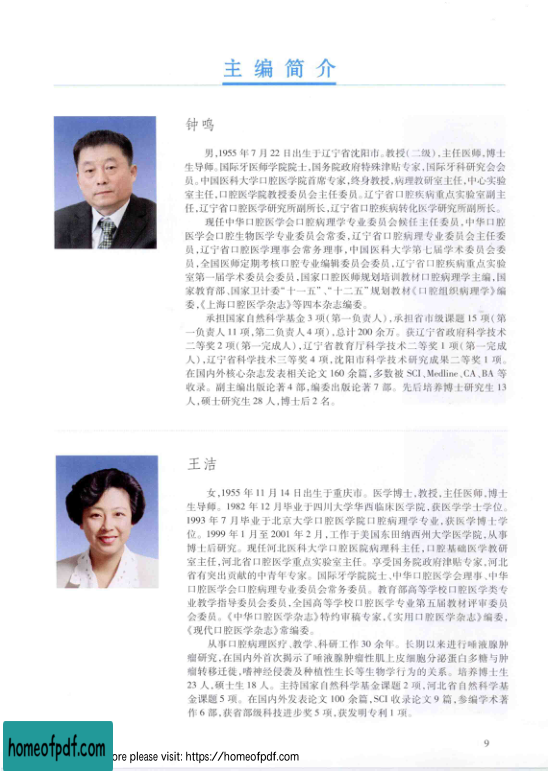 主编简介
钟鸣
男,1955年7月22日出生于辽宁省沈阳市。教授(二级),主任医师,博士
生导师。国际牙医师学院院士,国务院政府特殊津贴专家,国际牙科研究会会
员。中国医科大学口腔医学院首席专家,终身教授,病理教研室主任,中心实验
室主任,口腔医学院教授委员会主任委员。辽宁省口腔疾病重点实验室副主
任,辽宁省口腔医学研究所副所长,辽宁省口腔疾病转化医学研究所副所长。
现任中华口腔医学会口腔病理学专业委员会候任主任委员,中华口腔
医学会口腔生物医学专业委员会常委,辽宁省口腔病理专业委员会主任委
员,辽宁省口腔医学理事会常务理事,中国医科大学第七届学术委员会委
员,全国医师定期考核口腔专业编辑委员会委员,辽宁省口腔疾病重点实验
室第一届学术委员会委员,国家口腔医师规划培训教材口腔病理学主编,国
家教育部、国家卫计委“十一五”、“十二五”规划教材《口腔组织病理学》编
委,《上海口腔医学杂志》等四本杂志编委。
承担国家自然科学基金3项(第一负责人),承担省市级课题15项(第
一负责人11项,第二负责人4项),总计200余万。获辽宁省政府科学技术
二等奖2项(第一完成人),辽宁省教育厅科学技术二等奖1项(第一完成
人),辽宁省科学技术三等奖4项,沈阳市科学技术研究成果二等奖1项。
在国内外核心杂志发表相关论文160余篇,多数被SCI、Medline、CA、BA等
收录。副主编出版论著4部,编委出版论著7部。先后培养博士研究生13
人,硕士研究生28人,博士后2名。
王洁
女,1955年11月14日出生于重庆市。医学博士,教授,主任医师,博士
生导师。1982年12月毕业于四川大学华西临床医学院,获医学学士学位。
1993年7月毕业于北京大学口腔医学院口腔病理学专业,获医学博士学
位。1999年1月至2001年2月,工作于美国东田纳西州大学医学院,从事
博士后研究。现任河北医科大学口腔医院病理科主任,口腔基础医学教研
室主任,河北省口腔医学重点实验室主任。享受国务院政府津贴专家,河北
省有突出贡献的中青年专家。国际牙学院院士、中华口腔医学会理事、中华
口腔医学会口腔病理专业委员会常务委员。教育部高等学校口腔医学类专
业教学指导委员会委员,全国高等学校口腔医学专业第五届教材评审委员
会委员。《中华口腔医学杂志》特约审稿专家,《实用口腔医学杂志》编委,
《现代口腔医学杂志》常编委。
从事口腔病理医疗、教学、科研工作30余年。长期以来进行唾液腺肿
瘤研究,在国内外首次揭示了唾液腺肿瘤性肌上皮细胞分泌蛋白多糖与肿
瘤转移迁徙,嗜神经侵袭及种植性生长等生物学行为的关系。培养博士生
23人,硕士生18人。主持国家自然科学基金课题2项,河北省自然科学基
金课题5项。在国内外发表论文100余篇,SCI收录论文9篇,参编学术著
作6部,获省部级科技进步奖5项,获发明专利1项。
9
homeofpdf.com
ore please visit: https://homeofpdf.com